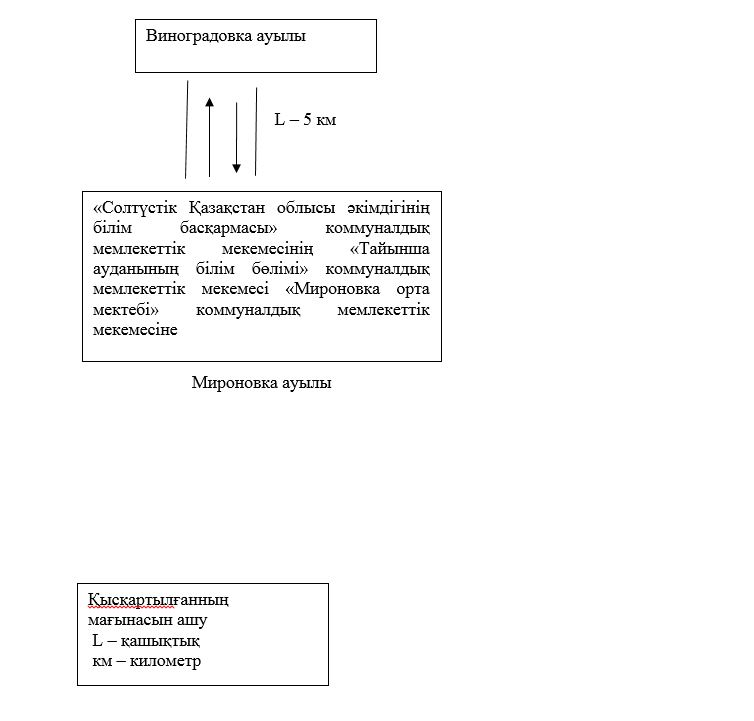 Виноградовка ауылы
L – 5 км
«Солтүстік Қазақстан облысы әкімдігінің
білім басқармасы» коммуналдық
мемлекеттік мекемесінің «Тайынша
ауданының білім бөлімі» коммуналдық
мемлекеттік мекемесі «Мироновка орта
мектебі» коммуналдық мемлекеттік
мекемесіне
Мироновка ауылы
Қысқартылғанның
мағынасын ашу
L – қашықтық
км – километр